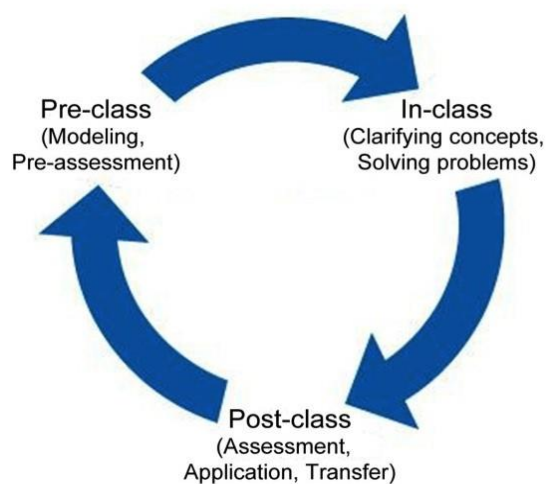 Pre-class
(Modeling,
Pre-assessment)
In-class
(Clarifying concepts,
Solving problems)
Post-class
(Assessment,
Application, Transfer)